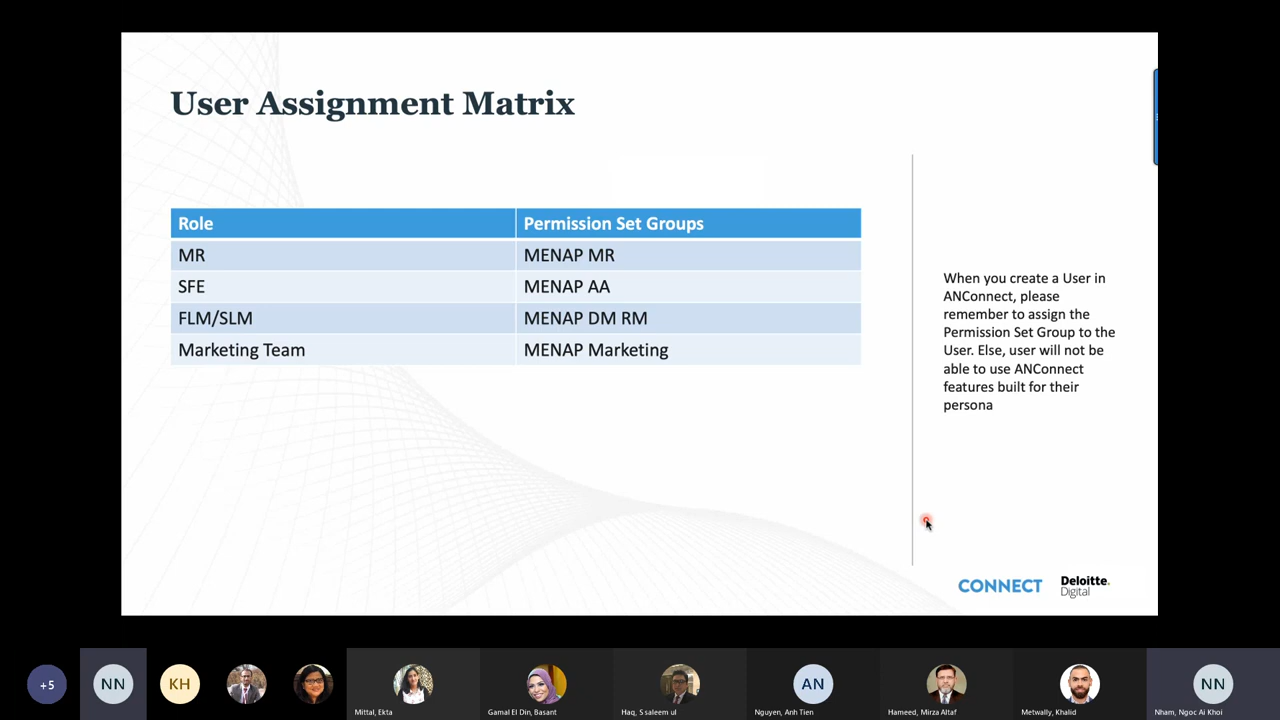 User Assignment Matrix
Role Permission Set Groups
MR MENAP MR
SFE MENAP AA
FLM/SLM MENAP DM RM
Marketing Team MENAP Marketing
When you create a User in
ANConnect, please
remember to assign the
Permission Set Group to the
User. Else, user will not be
able to use ANConnect
features built for their
persona
CONNECT
Deloitte.
Digital
+5
NN
KH
AN
NN
Mittal, Ekta
Gamal El Din, Basant
Haq, S saleem ul
Nguyen, Anh Tien
Hameed, Mirza Altaf
Metwally, Khalid
Nham, Ngoc Ai Khoi